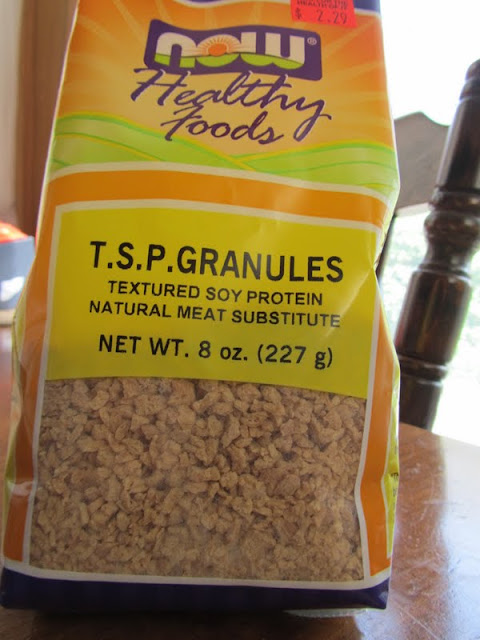 $ 2.29
NOW®
Healthy
Foods
T.S.P.GRANULES
TEXTURED SOY PROTEIN
NATURAL MEAT SUBSTITUTE
NET WT. 8 oz. (227 g)